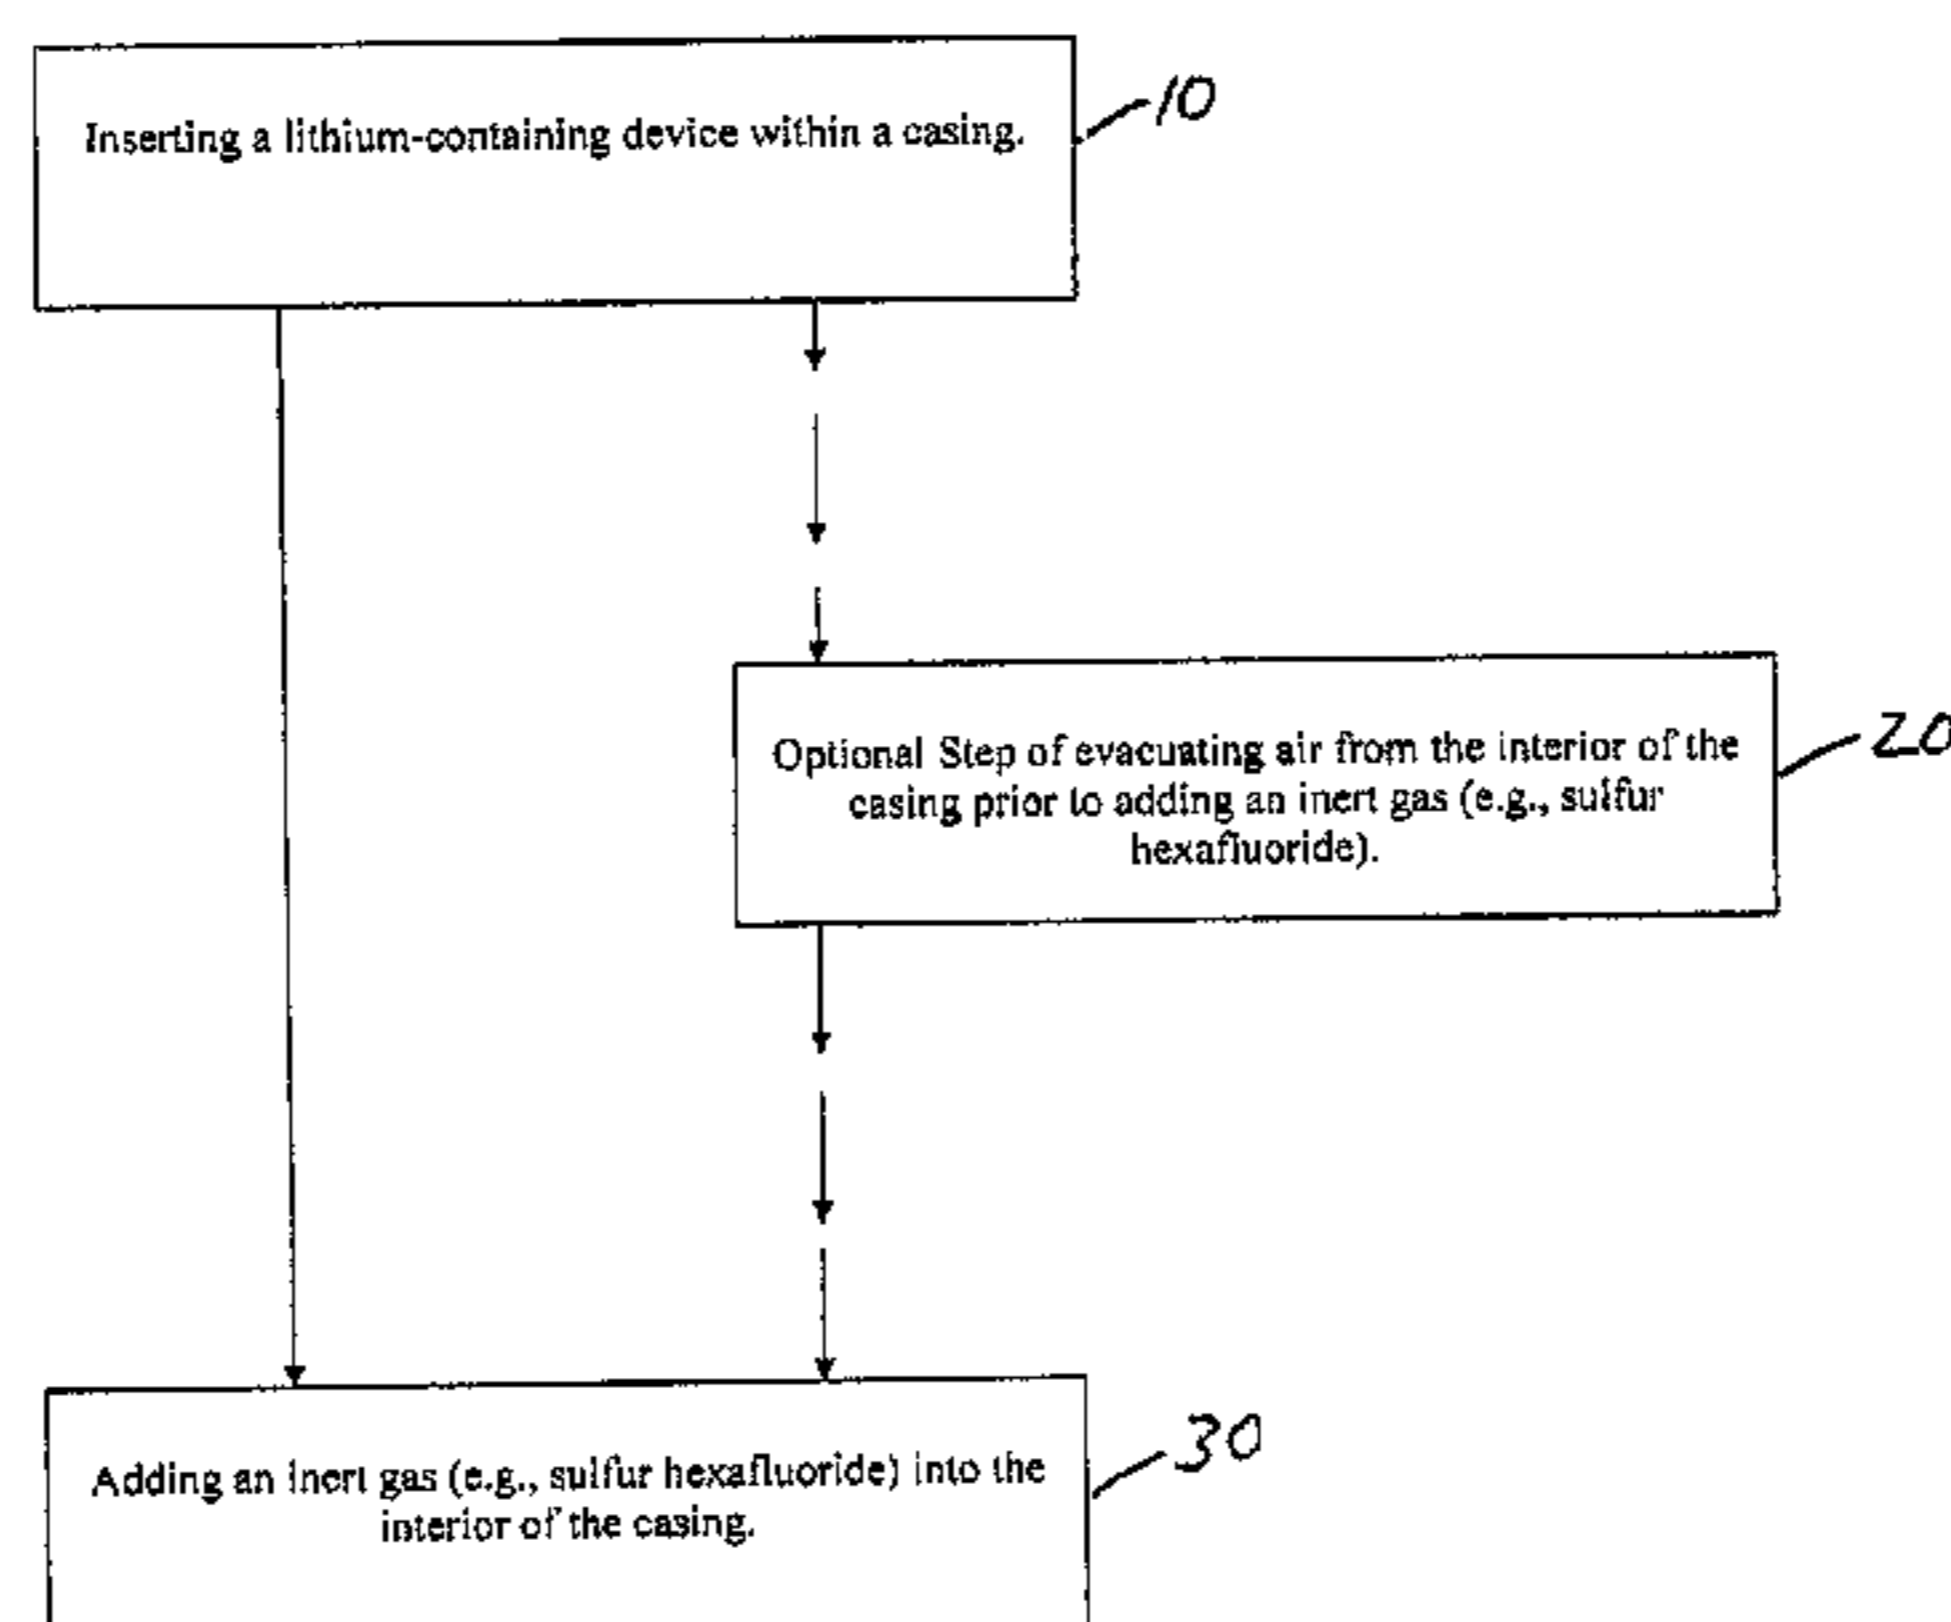 Inserting a lithium-containing device within a casing.
10
Optional Step of evacuating air from the interior of the
casing prior to adding an inert gas (e.g., sulfur
hexafluoride).
20
Adding an inert gas (e.g., sulfur hexafluoride) into the
interior of the casing.
30